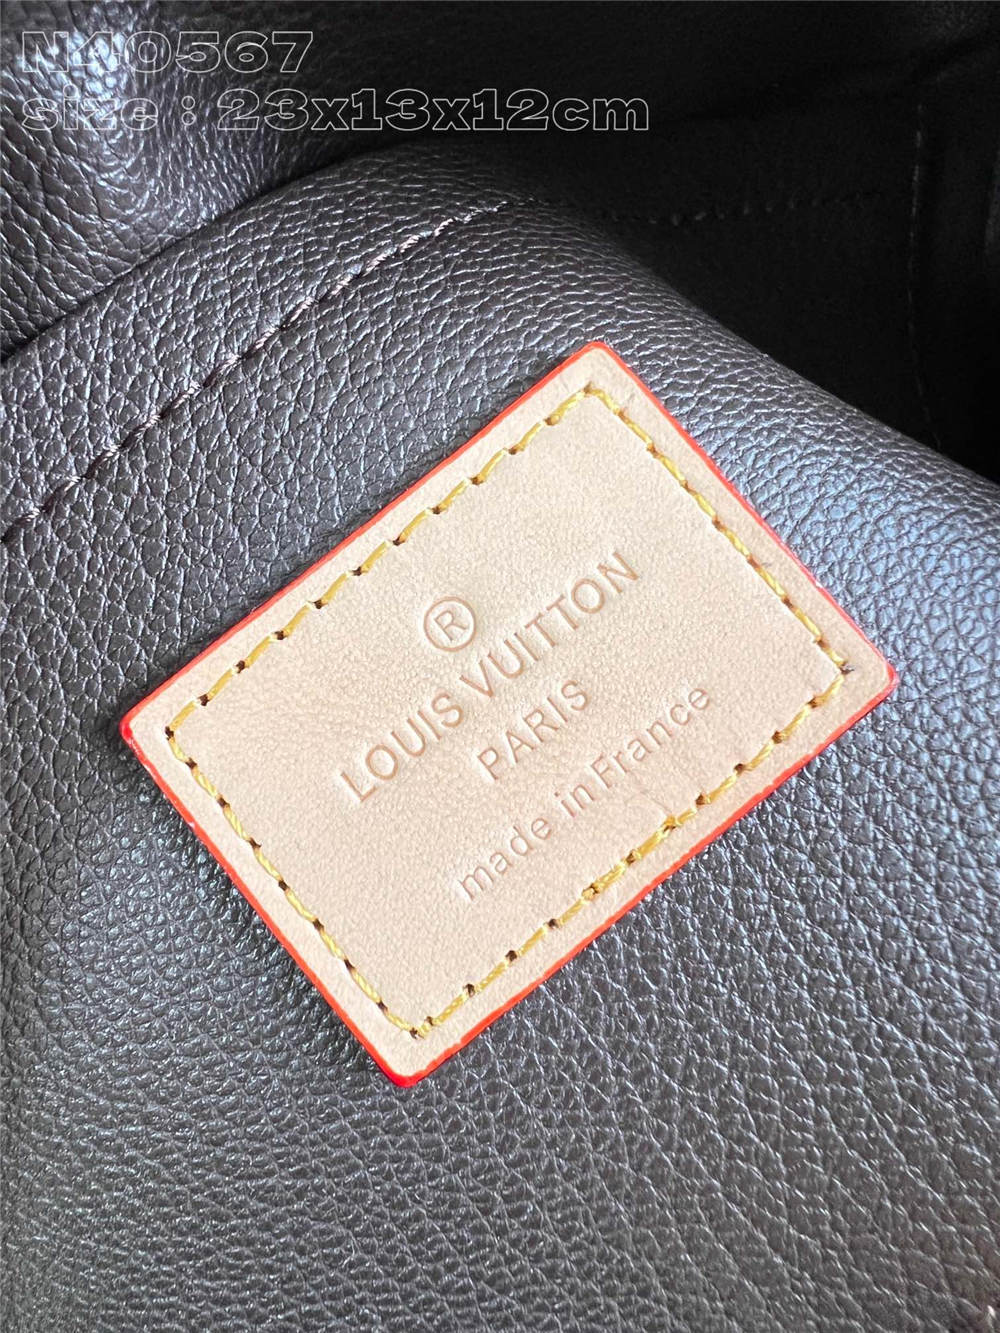 N40567
size : 23x13x12cm
®
LOUIS VUITTON
PARIS
made in France